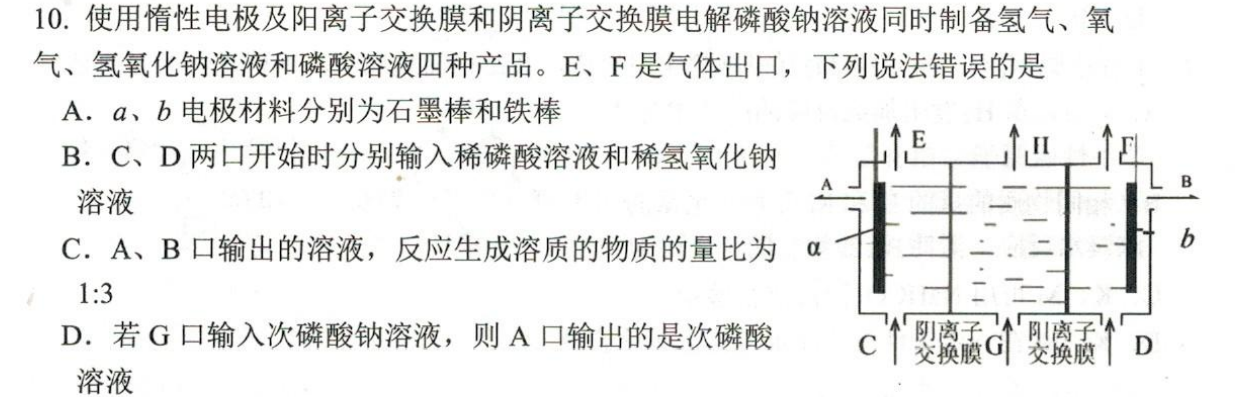 10. 使用惰性电极及阳离子交换膜和阴离子交换膜电解磷酸钠溶液同时制备氢气、氧
气、氢氧化钠溶液和磷酸溶液四种产品。E、F 是气体出口，下列说法错误的是
A．a、b 电极材料分别为石墨棒和铁棒
B．C、D 两口开始时分别输入稀磷酸溶液和稀氢氧化钠
溶液
C．A、B 口输出的溶液，反应生成溶质的物质的量比为
1:3
D．若 G 口输入次磷酸钠溶液，则 A 口输出的是次磷酸
溶液
E H F
A B
α b
阴离子 阳离子
C 交换膜 G 交换膜 D